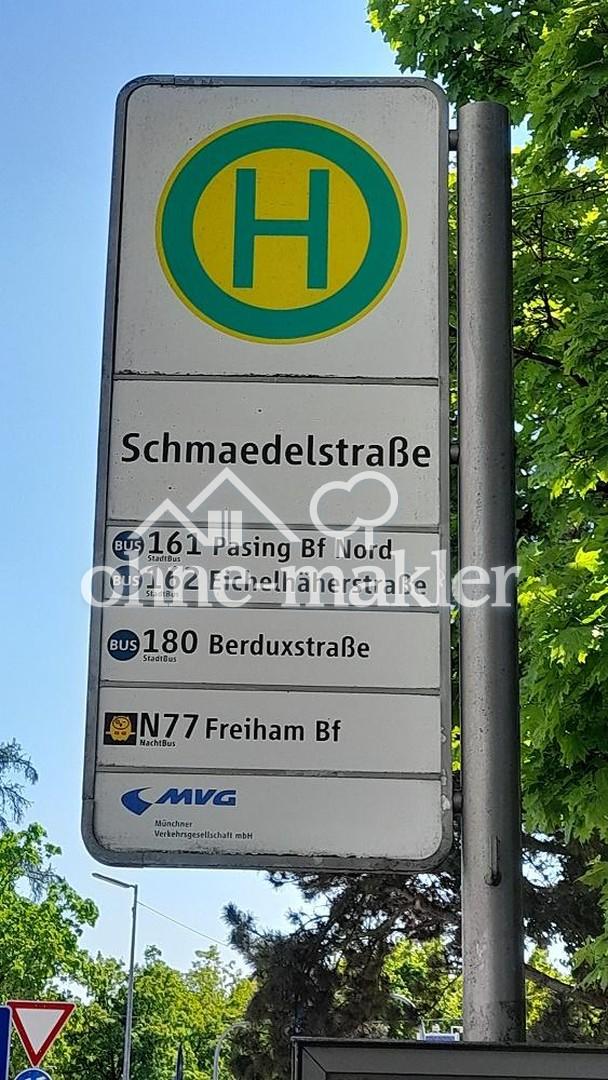 H
Schmaedelstraße
BUS 161 Pasing Bf Nord
StadtBus
BUS 162 Eichelhäherstraße
StadtBus
ohne-makler
BUS 180 Berduxstraße
StadtBus
N77 Freiham Bf
NachtBus
MVG
Münchner
Verkehrsgesellschaft mbH